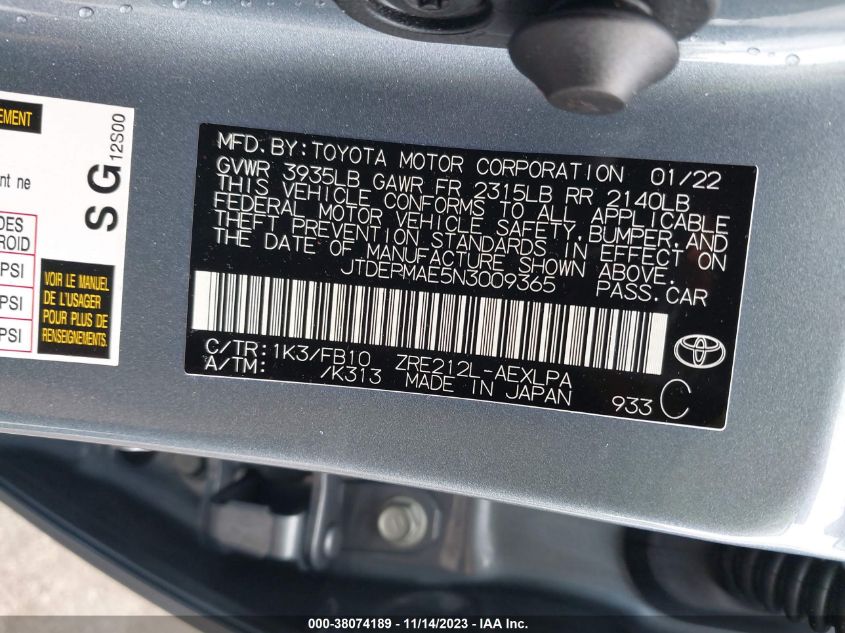 EMENT
nt ne
DES
ROID
PSI
PSI
PSI
VOIR LE MANUEL
DE L'USAGER
POUR PLUS DE
RENSEIGNEMENTS.
SG
12S00
MFD.BY:TOYOTA MOTOR CORPORATION 01/22
GVWR 3935LB GAWR FR 2315LB RR 2140LB
THIS VEHICLE CONFORMS TO ALL APPLICABLE
FEDERAL MOTOR VEHICLE SAFETY,BUMPER,AND
THEFT PREVENTION STANDARDS IN EFFECT ON
THE DATE OF MANUFACTURE SHOWN ABOVE.
JTDEPMAE5N3009365 PASS.CAR
C/TR:1K3/FB10 ZRE212L-AEXLPA
A/TM: /K313 MADE IN JAPAN 933 C
000-38074189 - 11/14/2023 - IAA Inc.